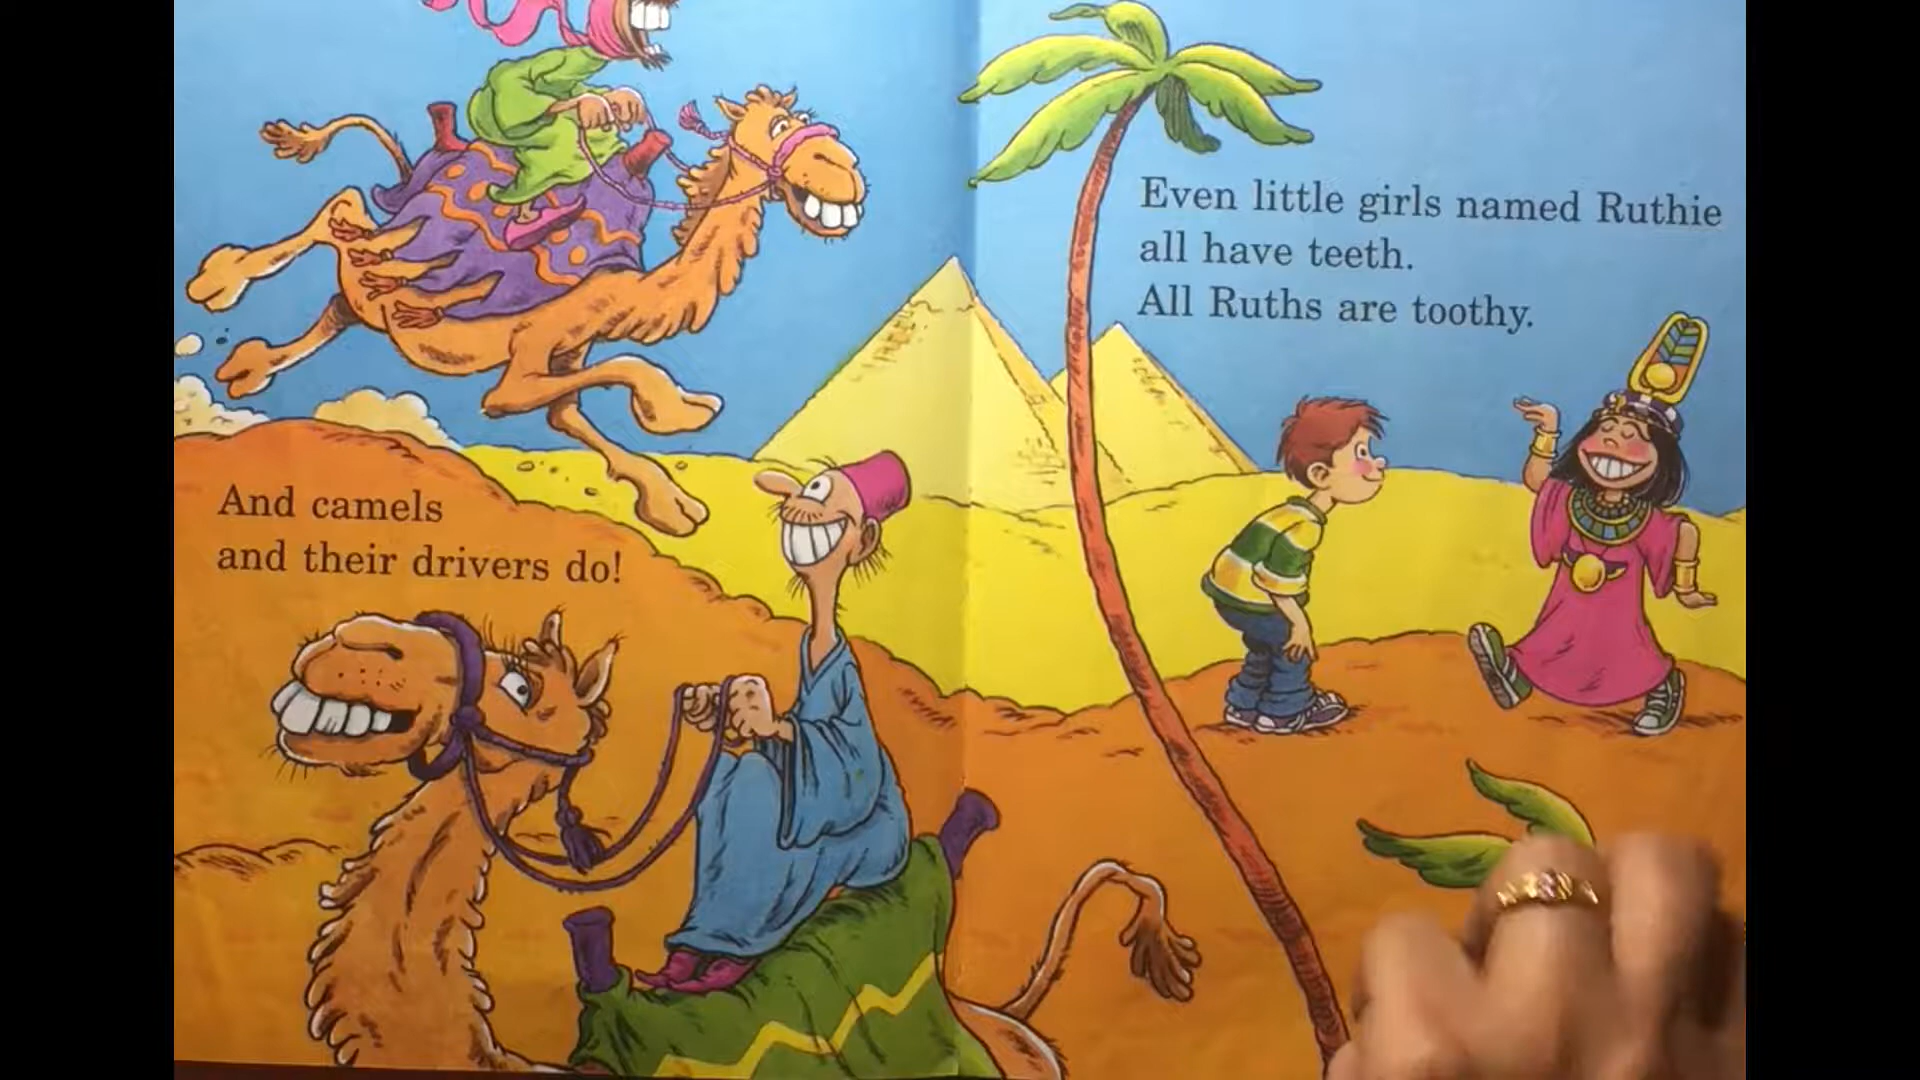 And camels
and their drivers do!
Even little girls named Ruthie
all have teeth.
All Ruths are toothy.